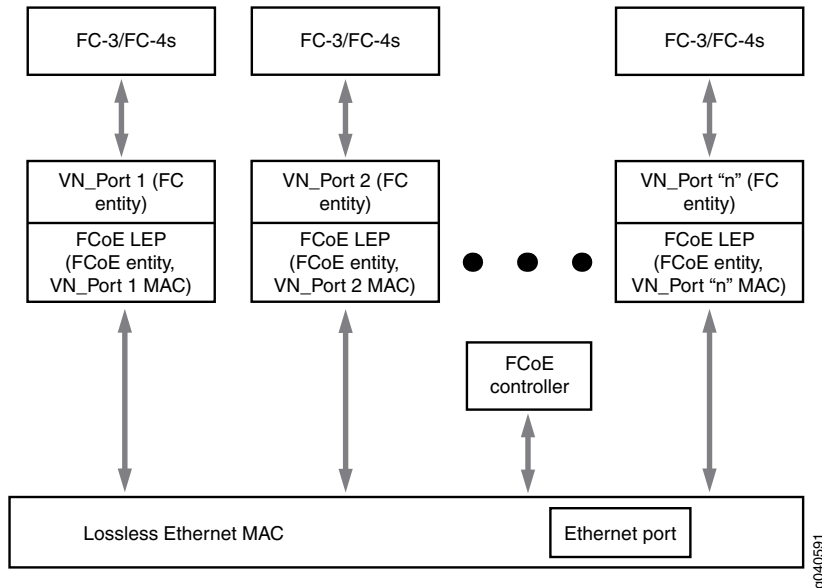 FC-3/FC-4s
FC-3/FC-4s
FC-3/FC-4s
VN_Port 1 (FC
entity)
FCoE LEP
(FCoE entity,
VN_Port 1 MAC)
VN_Port 2 (FC
entity)
FCoE LEP
(FCoE entity,
VN_Port 2 MAC)
VN_Port “n” (FC
entity)
FCoE LEP
(FCoE entity,
VN_Port “n” MAC)
FCoE
controller
Lossless Ethernet MAC
Ethernet port
g040591